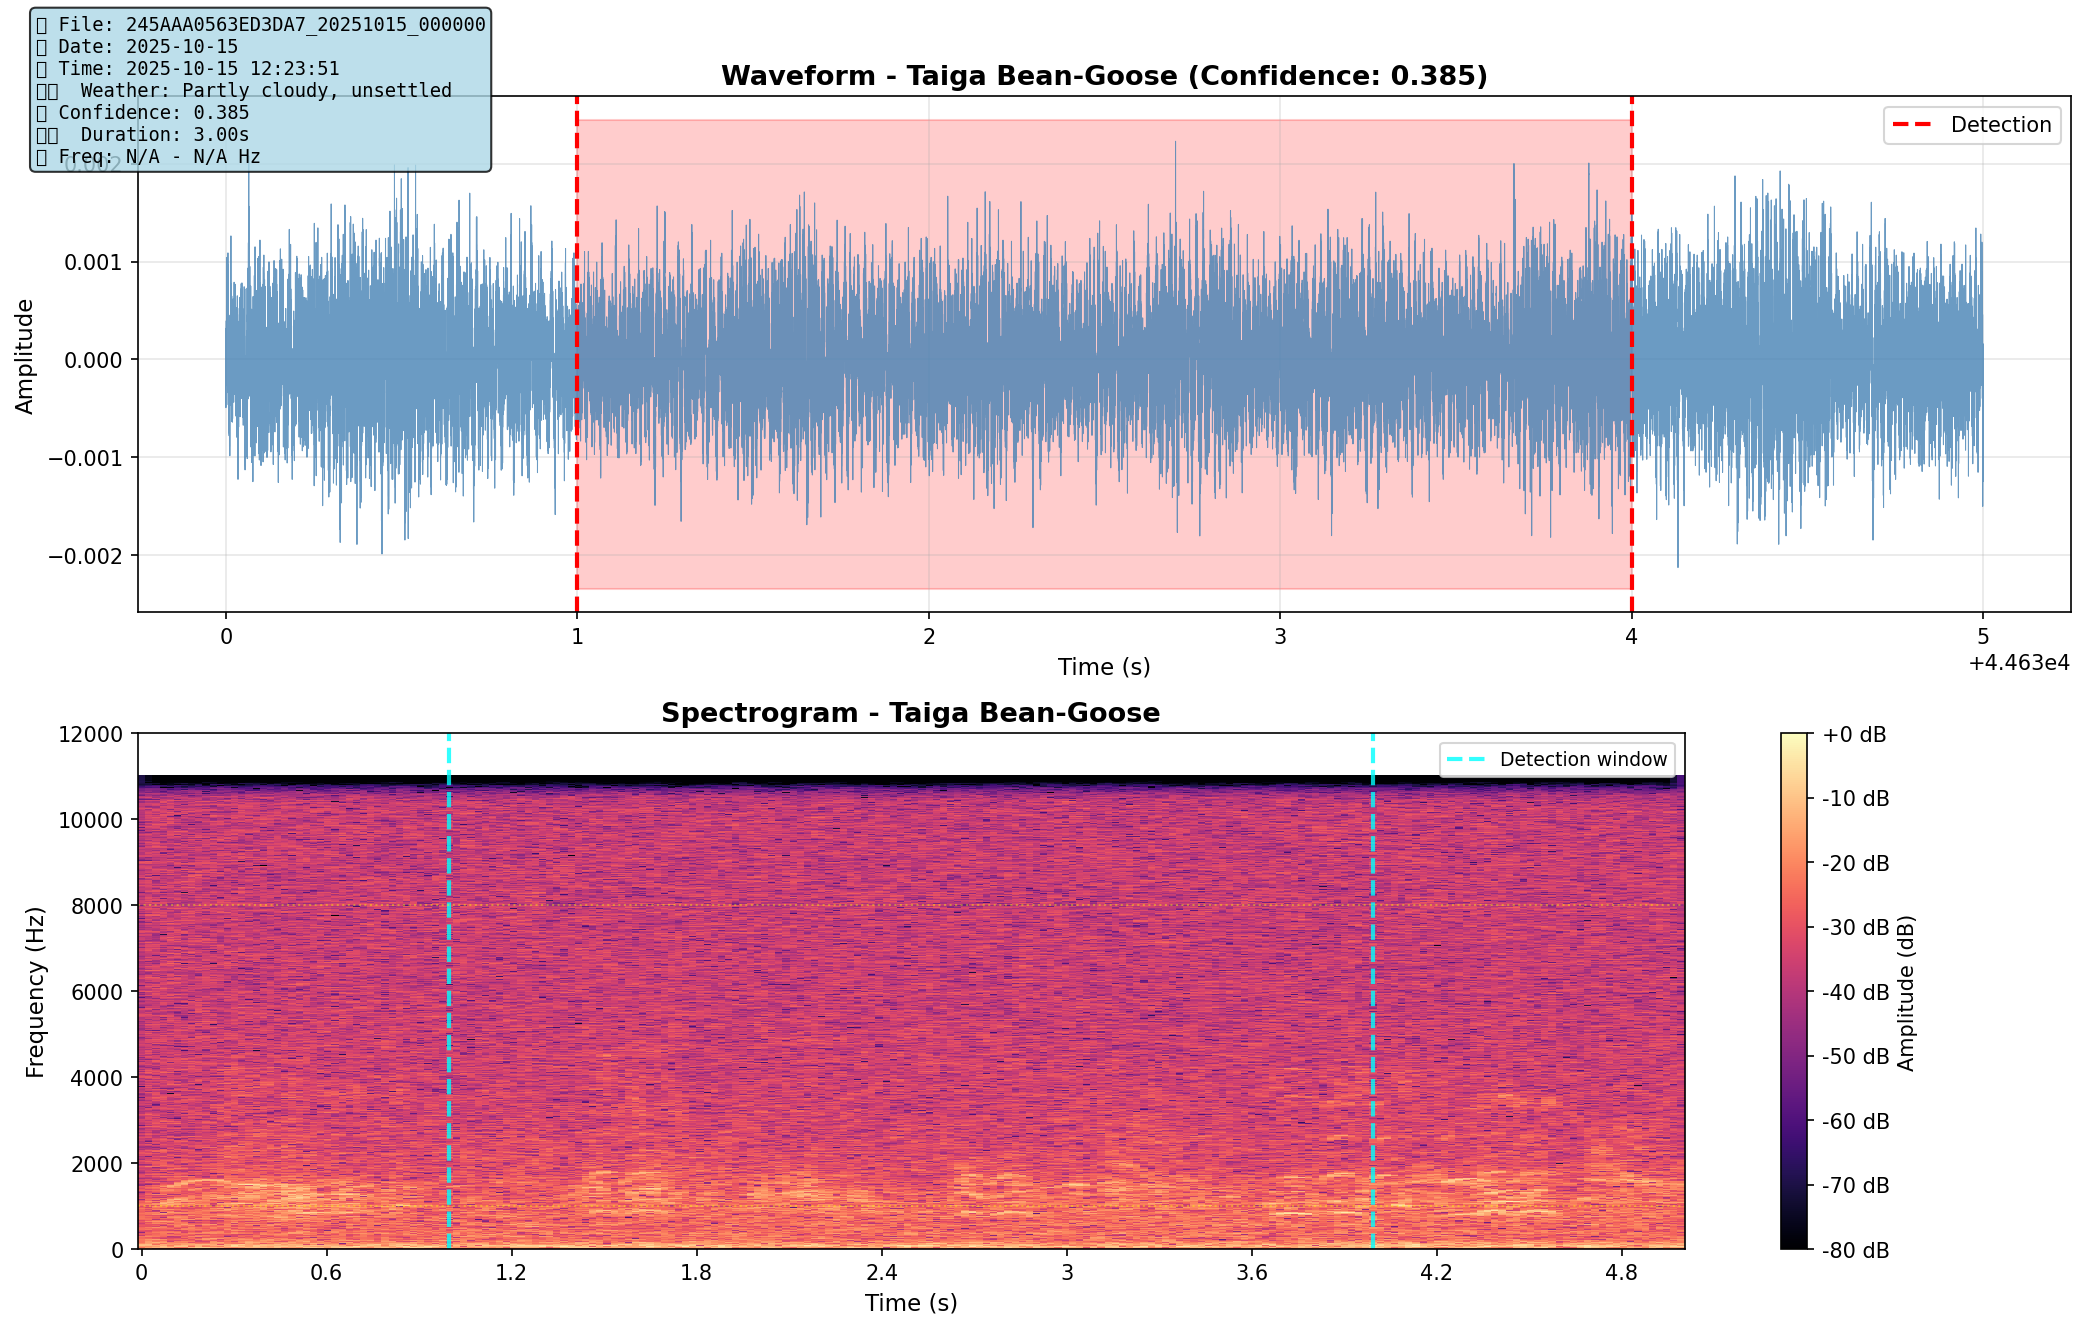 File: 245AAA0563ED3DA7_20251015_000000
Date: 2025-10-15
Time: 2025-10-15 12:23:51
Weather: Partly cloudy, unsettled
Confidence: 0.385
Duration: 3.00s
Freq: N/A - N/A Hz
Waveform - Taiga Bean-Goose (Confidence: 0.385)
Detection
Amplitude
0.002
0.001
0.000
−0.001
−0.002
0 1 2 3 4 5
Time (s)
+4.463e4
Spectrogram - Taiga Bean-Goose
Detection window
Frequency (Hz)
12000
10000
8000
6000
4000
2000
0
0 0.6 1.2 1.8 2.4 3 3.6 4.2 4.8
Time (s)
+0 dB
-10 dB
-20 dB
-30 dB
-40 dB
-50 dB
-60 dB
-70 dB
-80 dB
Amplitude (dB)